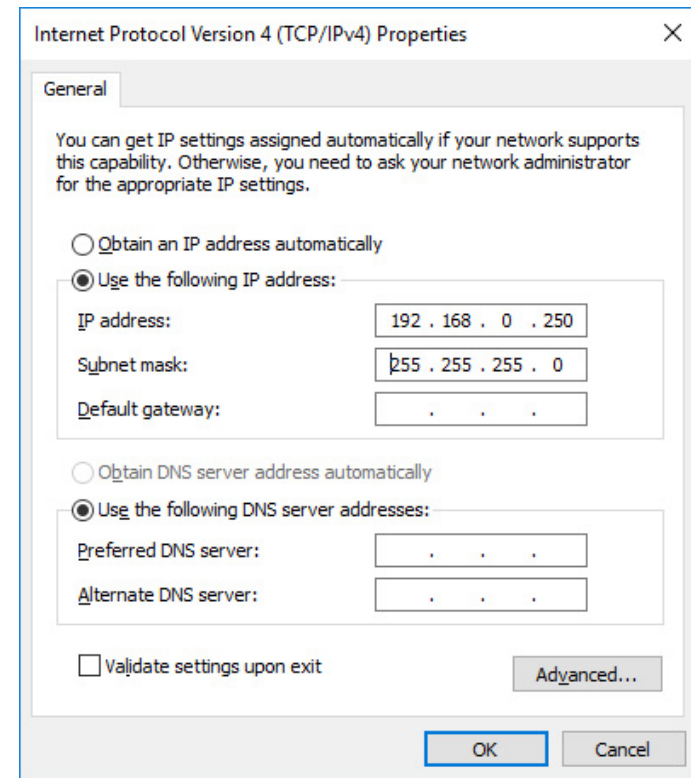 Internet Protocol Version 4 (TCP/IPv4) Properties
General
You can get IP settings assigned automatically if your network supports
this capability. Otherwise, you need to ask your network administrator
for the appropriate IP settings.
Obtain an IP address automatically
Use the following IP address:
IP address: 192 . 168 . 0 . 250
Subnet mask: 255 . 255 . 255 . 0
Default gateway: . . .
Obtain DNS server address automatically
Use the following DNS server addresses:
Preferred DNS server: . . .
Alternate DNS server: . . .
Validate settings upon exit
Advanced...
OK Cancel